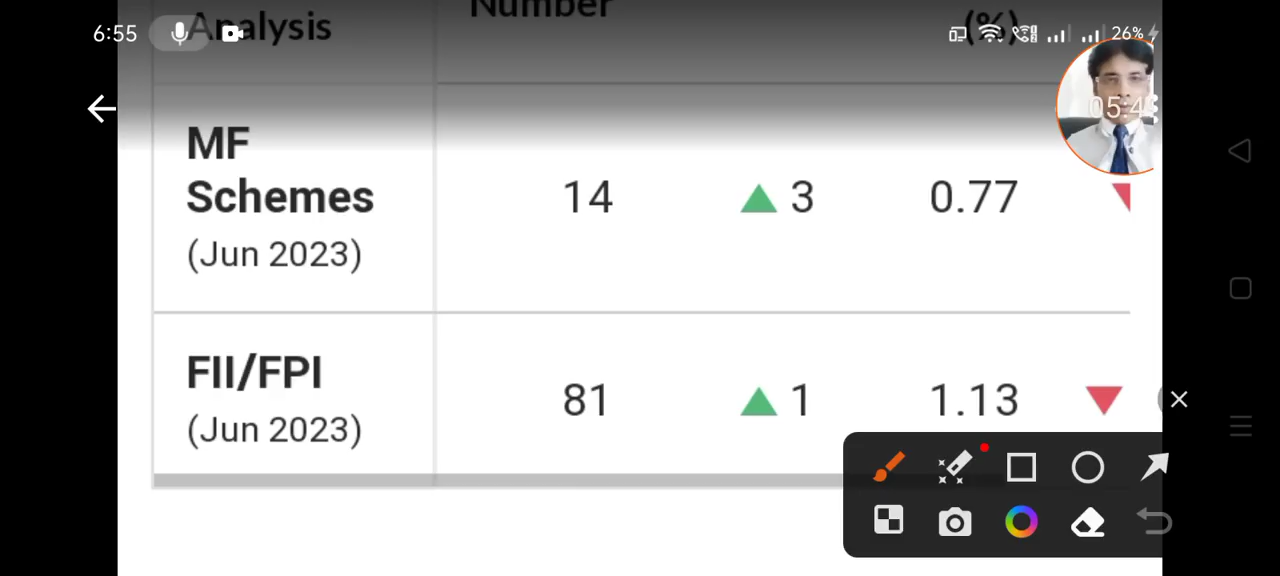 6:55
26%
Analysis
Number
(%)
MF
Schemes
(Jun 2023)
14
3
0.77
FII/FPI
(Jun 2023)
81
1
1.13